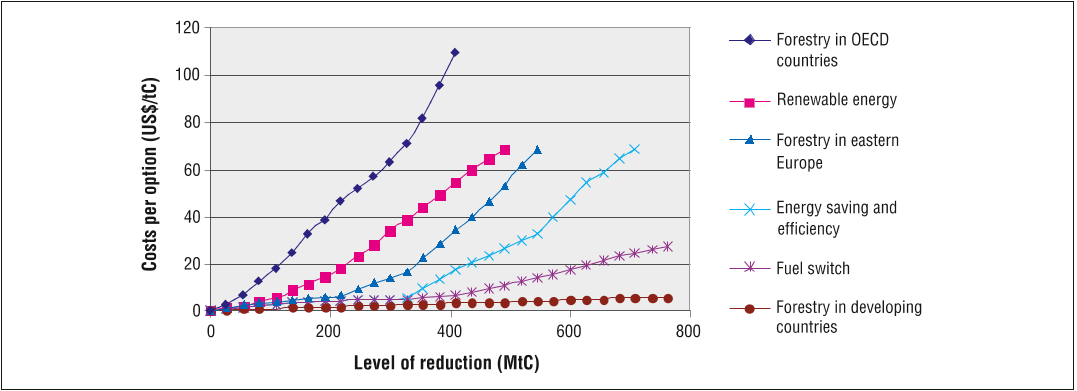 120
100
80
60
40
20
0
0
200
400
600
800
Costs per option (US$/tC)
Level of reduction (MtC)
Forestry in OECD
countries
Renewable energy
Forestry in eastern
Europe
Energy saving and
efficiency
Fuel switch
Forestry in developing
countries